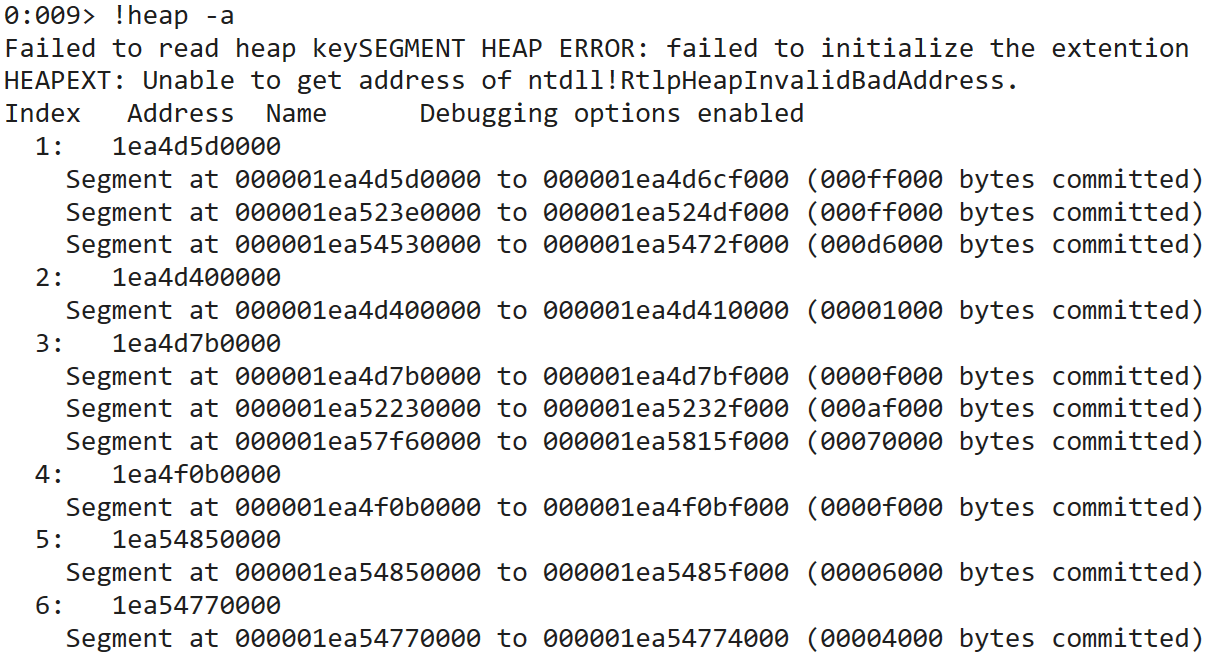 0:009> !heap -a
Failed to read heap keySEGMENT HEAP ERROR: failed to initialize the extention
HEAPEXT: Unable to get address of ntdll!RtlpHeapInvalidBadAddress.
Index   Address  Name      Debugging options enabled
  1:   1ea4d5d0000
    Segment at 000001ea4d5d0000 to 000001ea4d6cf000 (000ff000 bytes committed)
    Segment at 000001ea523e0000 to 000001ea524df000 (000ff000 bytes committed)
    Segment at 000001ea54530000 to 000001ea5472f000 (000d6000 bytes committed)
  2:   1ea4d400000
    Segment at 000001ea4d400000 to 000001ea4d410000 (00001000 bytes committed)
  3:   1ea4d7b0000
    Segment at 000001ea4d7b0000 to 000001ea4d7bf000 (0000f000 bytes committed)
    Segment at 000001ea52230000 to 000001ea5232f000 (000af000 bytes committed)
    Segment at 000001ea57f60000 to 000001ea5815f000 (00070000 bytes committed)
  4:   1ea4f0b0000
    Segment at 000001ea4f0b0000 to 000001ea4f0bf000 (0000f000 bytes committed)
  5:   1ea54850000
    Segment at 000001ea54850000 to 000001ea5485f000 (00006000 bytes committed)
  6:   1ea54770000
    Segment at 000001ea54770000 to 000001ea54774000 (00004000 bytes committed)